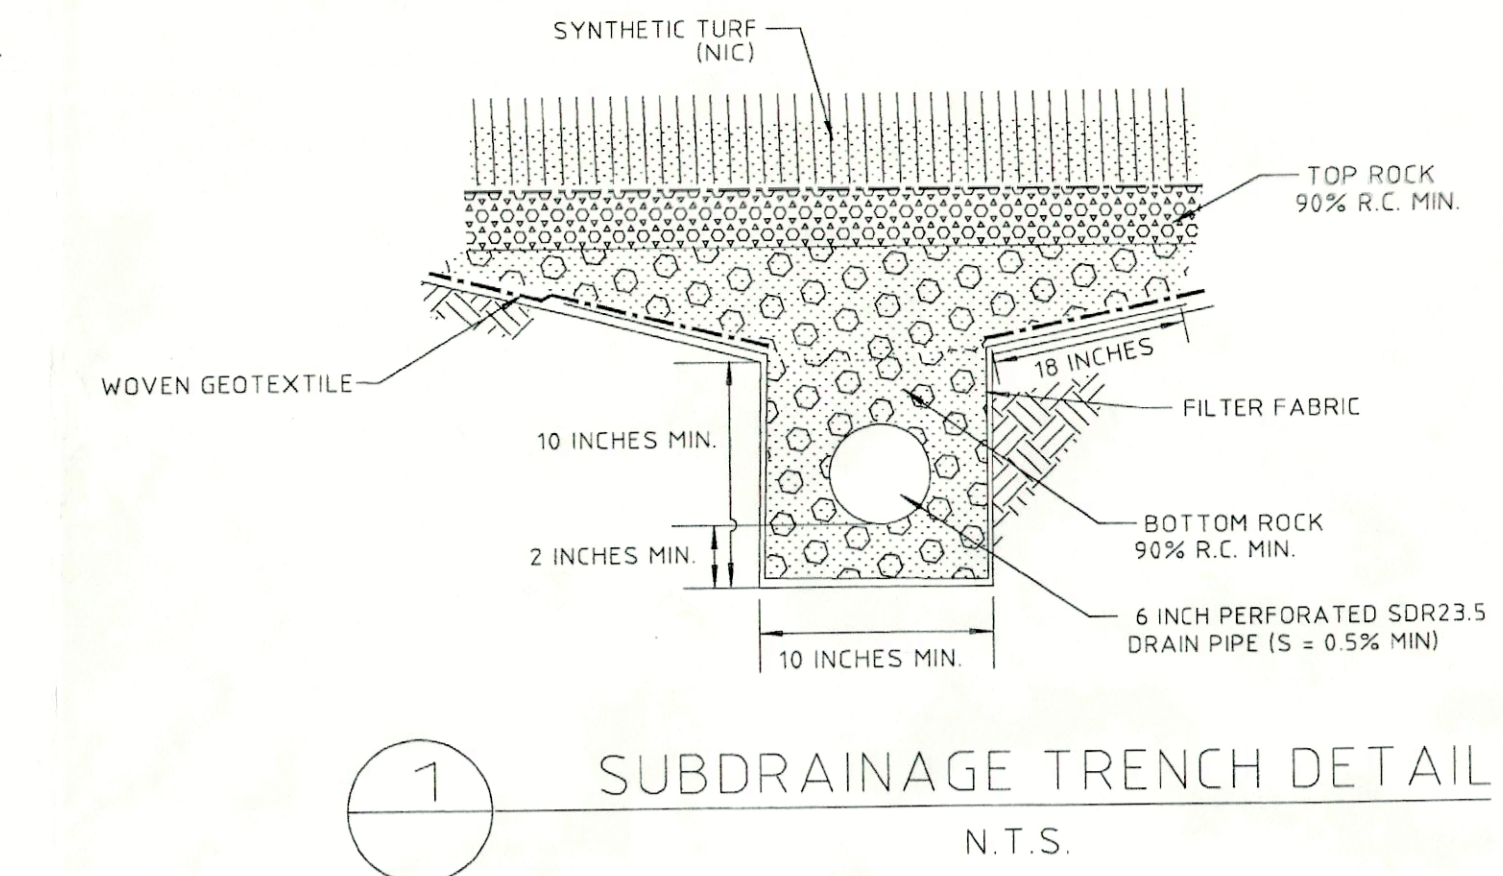 SYNTHETIC TURF
(NIC)
TOP ROCK
90% R.C. MIN.
WOVEN GEOTEXTILE
18 INCHES
FILTER FABRIC
10 INCHES MIN.
BOTTOM ROCK
90% R.C. MIN.
2 INCHES MIN.
6 INCH PERFORATED SDR23.5
DRAIN PIPE (S = 0.5% MIN)
10 INCHES MIN.
1
SUBDRAINAGE TRENCH DETAIL
N.T.S.